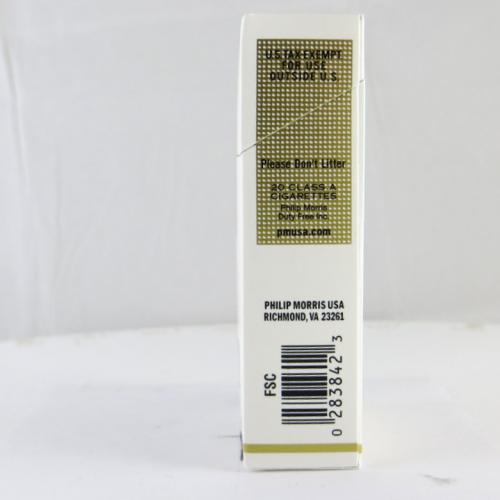 U.S. TAX-EXEMPT
FOR USE
OUTSIDE U.S.
Please Don't Litter
20 CLASS A
CIGARETTES
Philip Morris
Duty Free Inc.
pmusa.com
PHILIP MORRIS USA
RICHMOND, VA 23261
FSC
0 283842 3